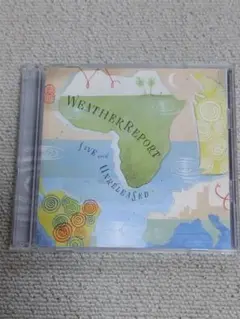 WEATHER REPORT
LIVE and UNRELEASED